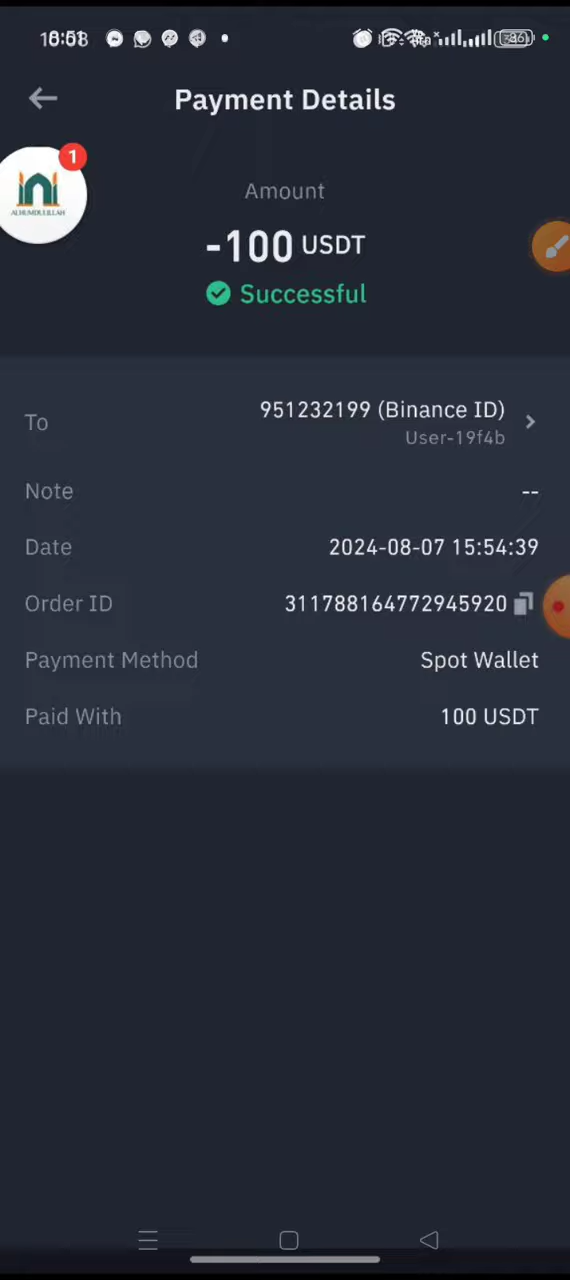 Payment Details
1
ALHUMDULILLAH
Amount
-100 USDT
Successful
To
951232199 (Binance ID)
User-19f4b
Note
--
Date
2024-08-07 15:54:39
Order ID
311788164772945920
Payment Method
Spot Wallet
Paid With
100 USDT